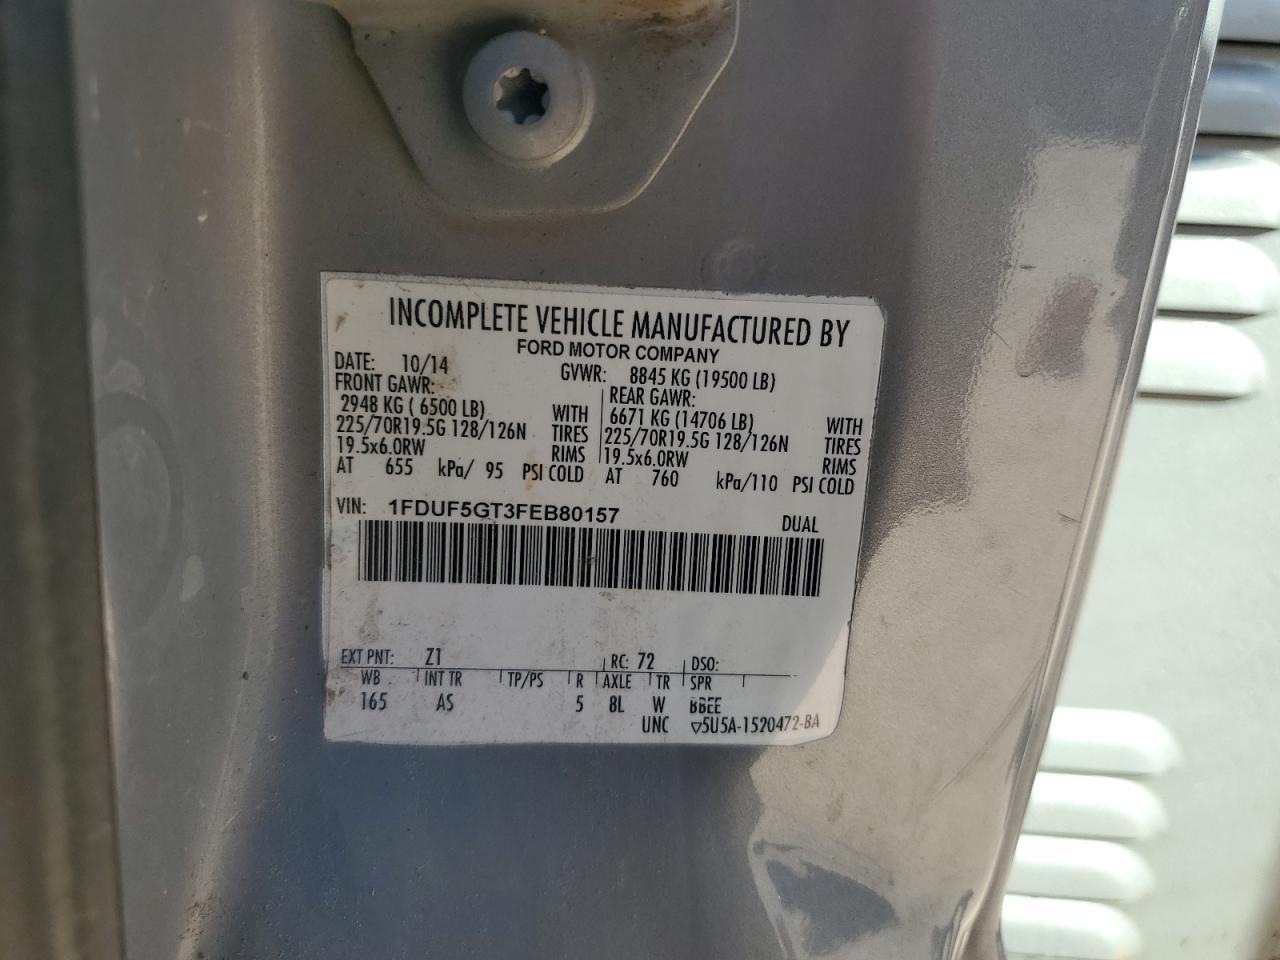 INCOMPLETE VEHICLE MANUFACTURED BY
FORD MOTOR COMPANY
DATE: 10/14 GVWR: 8845 KG (19500 LB)
FRONT GAWR: REAR GAWR:
2948 KG ( 6500 LB) WITH 6671 KG (14706 LB) WITH
225/70R19.5G 128/126N TIRES 225/70R19.5G 128/126N TIRES
19.5x6.0RW RIMS 19.5x6.0RW RIMS
AT 655 kPa/ 95 PSI COLD AT 760 kPa/110 PSI COLD
VIN: 1FDUF5GT3FEB80157 DUAL
EXT PNT: Z1 RC: 72 DSO:
WB INT TR TP/PS R AXLE TR SPR
165 AS 5 8L W BBEE
UNC ▽5U5A-1520472-BA